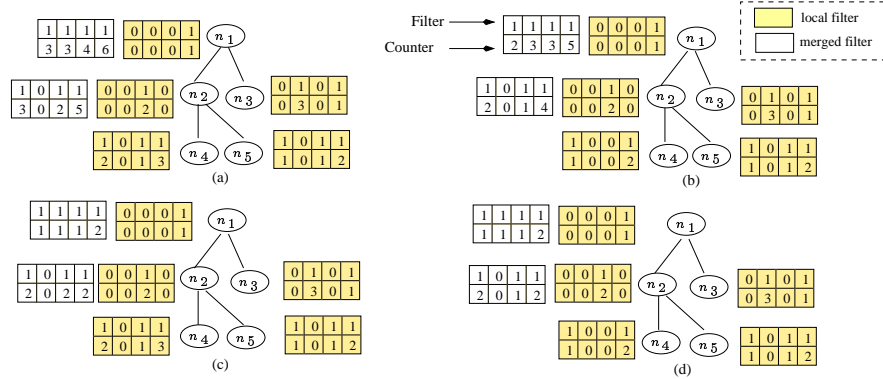 1 1 1 1 0 0 0 1 n 1
3 3 4 6 0 0 0 1
1 0 1 1 0 0 1 0 n 2 n 3 0 1 0 1
3 0 2 5 0 0 2 0 0 3 0 1
1 0 1 1 n 4 n 5 1 0 1 1
2 0 1 3 1 0 1 2
(a)
Filter 1 1 1 1 0 0 0 1 n 1
Counter 2 3 3 5 0 0 0 1
local filter
merged filter
1 0 1 1 0 0 1 0 n 2 n 3 0 1 0 1
2 0 1 4 0 0 2 0 0 3 0 1
1 0 0 1 n 4 n 5 1 0 1 1
1 0 0 2 1 0 1 2
(b)
1 1 1 1 0 0 0 1 n 1
1 1 1 2 0 0 0 1
1 0 1 1 0 0 1 0 n 2 n 3 0 1 0 1
2 0 2 2 0 0 2 0 0 3 0 1
1 0 1 1 n 4 n 5 1 0 1 1
2 0 1 3 1 0 1 2
(c)
1 1 1 1 0 0 0 1 n 1
1 1 1 2 0 0 0 1
1 0 1 1 0 0 1 0 n 2 n 3 0 1 0 1
2 0 1 2 0 0 2 0 0 3 0 1
1 0 0 1 n 4 n 5 1 0 1 1
1 0 0 2 1 0 1 2
(d)